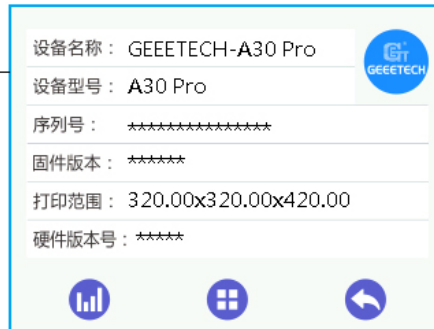 设备名称： GEEETECH-A30 Pro
GEEETECH
设备型号： A30 Pro
序列号： ***************
固件版本： ******
打印范围： 320.00x320.00x420.00
硬件版本号： *****